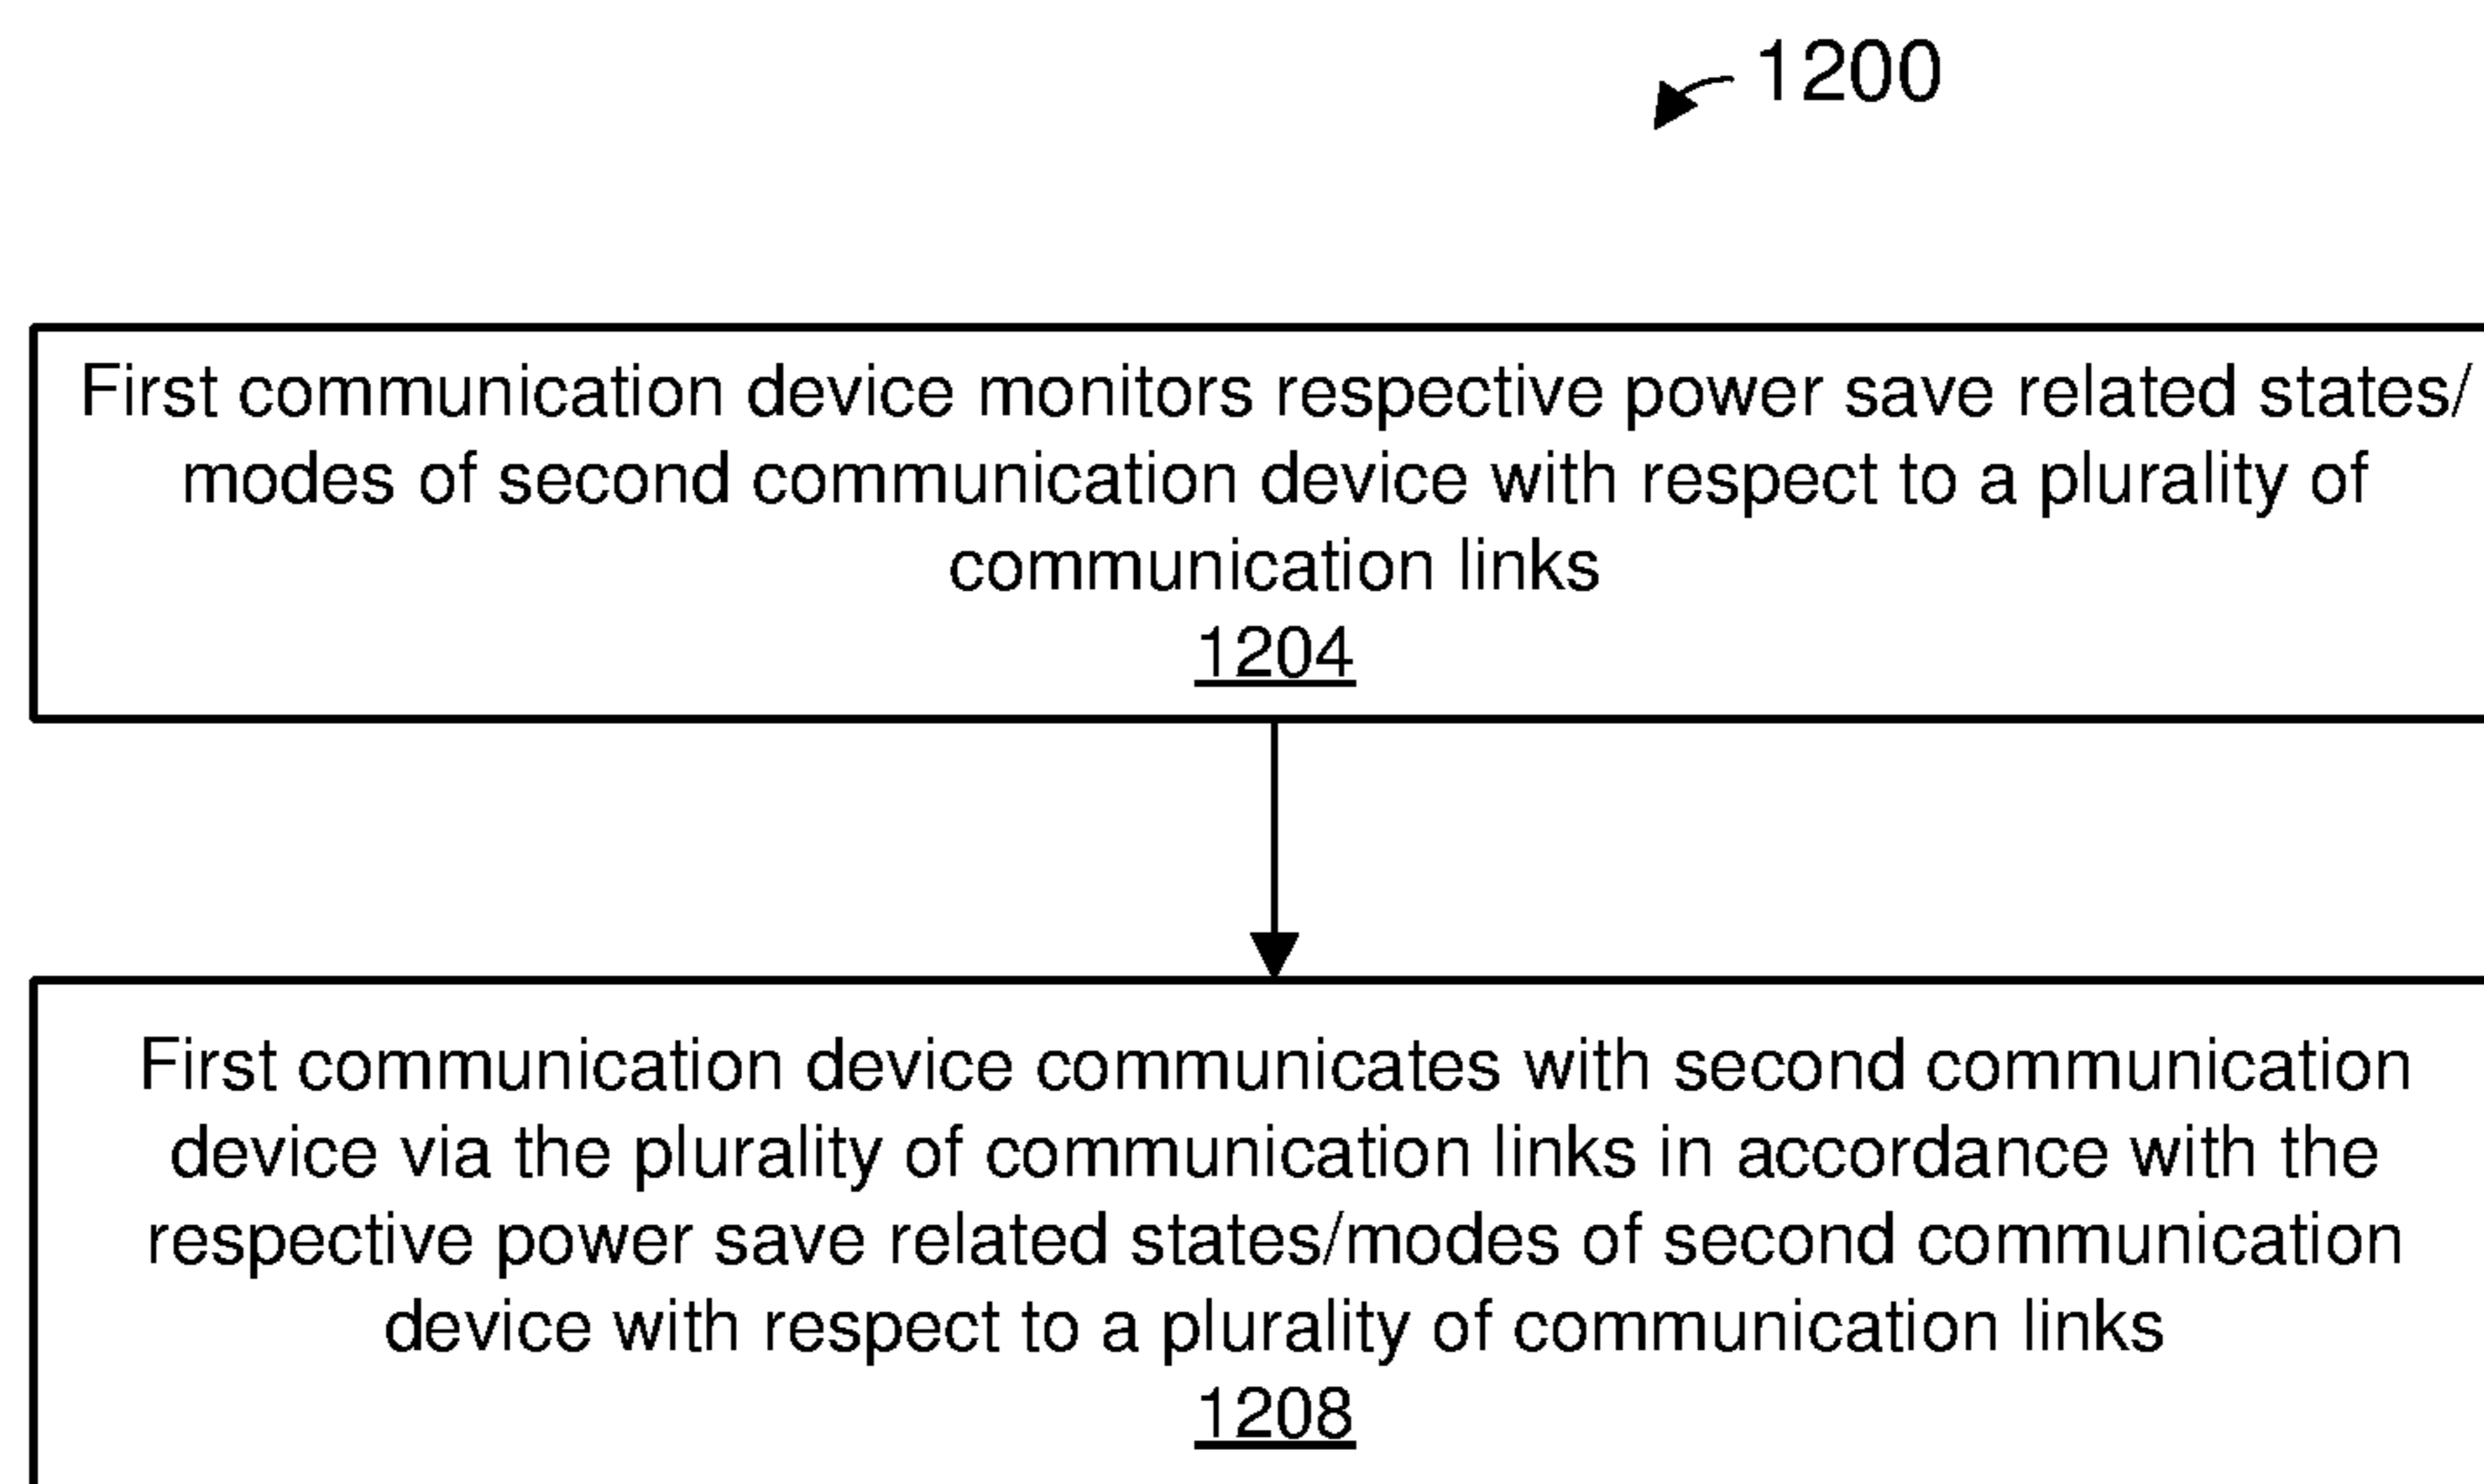 1200
First communication device monitors respective power save related states/
modes of second communication device with respect to a plurality of
communication links
1204
First communication device communicates with second communication
device via the plurality of communication links in accordance with the
respective power save related states/modes of second communication
device with respect to a plurality of communication links
1208